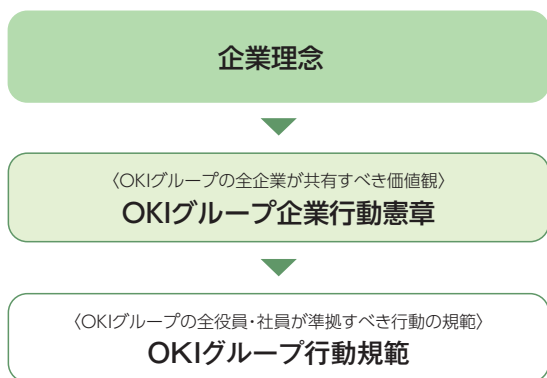 企業理念
〈OKIグループの全企業が共有すべき価値観〉
OKIグループ企業行動憲章
〈OKIグループの全役員・社員が準拠すべき行動の規範〉
OKIグループ行動規範